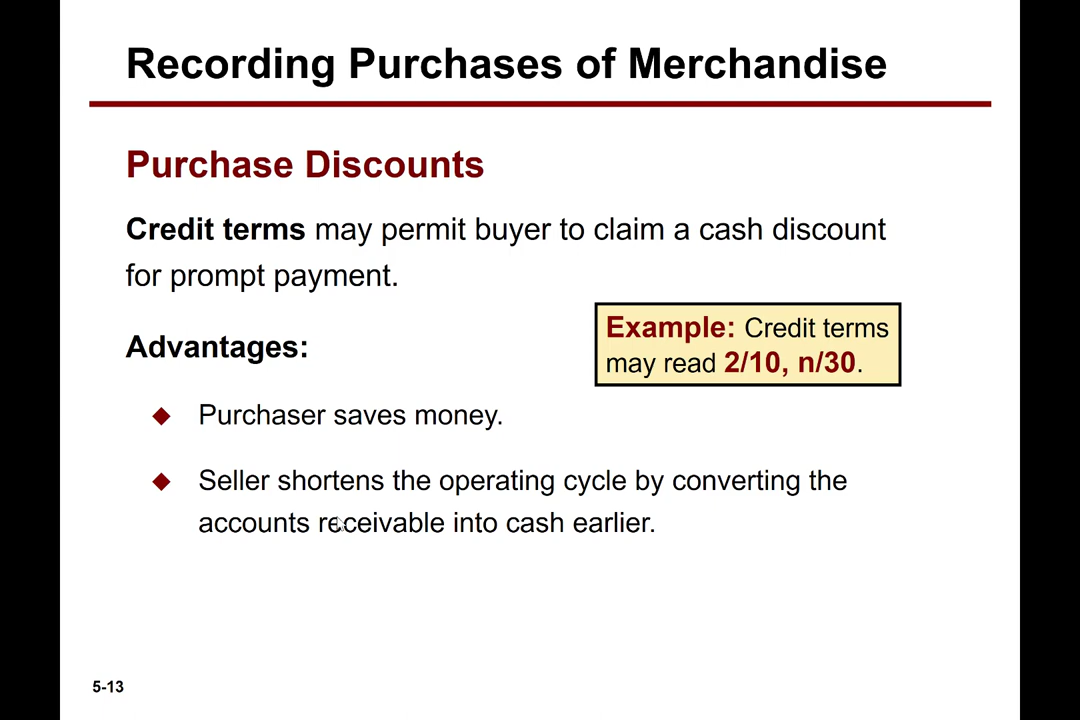 Recording Purchases of Merchandise
Purchase Discounts
Credit terms may permit buyer to claim a cash discount
for prompt payment.
Example: Credit terms
may read 2/10, n/30.
Advantages:
Purchaser saves money.
Seller shortens the operating cycle by converting the
accounts receivable into cash earlier.
5-13